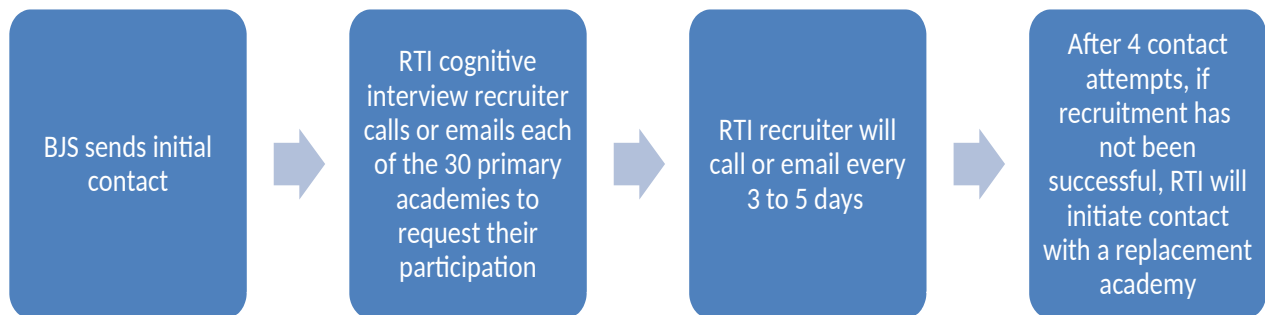 BJS sends initial
contact
RTI cognitive
interview recruiter
calls or emails each
of the 30 primary
academies to
request their
participation
RTI recruiter will
call or email every
3 to 5 days
After 4 contact
attempts, if
recruitment has
not been
successful, RTI will
initiate contact
with a replacement
academy